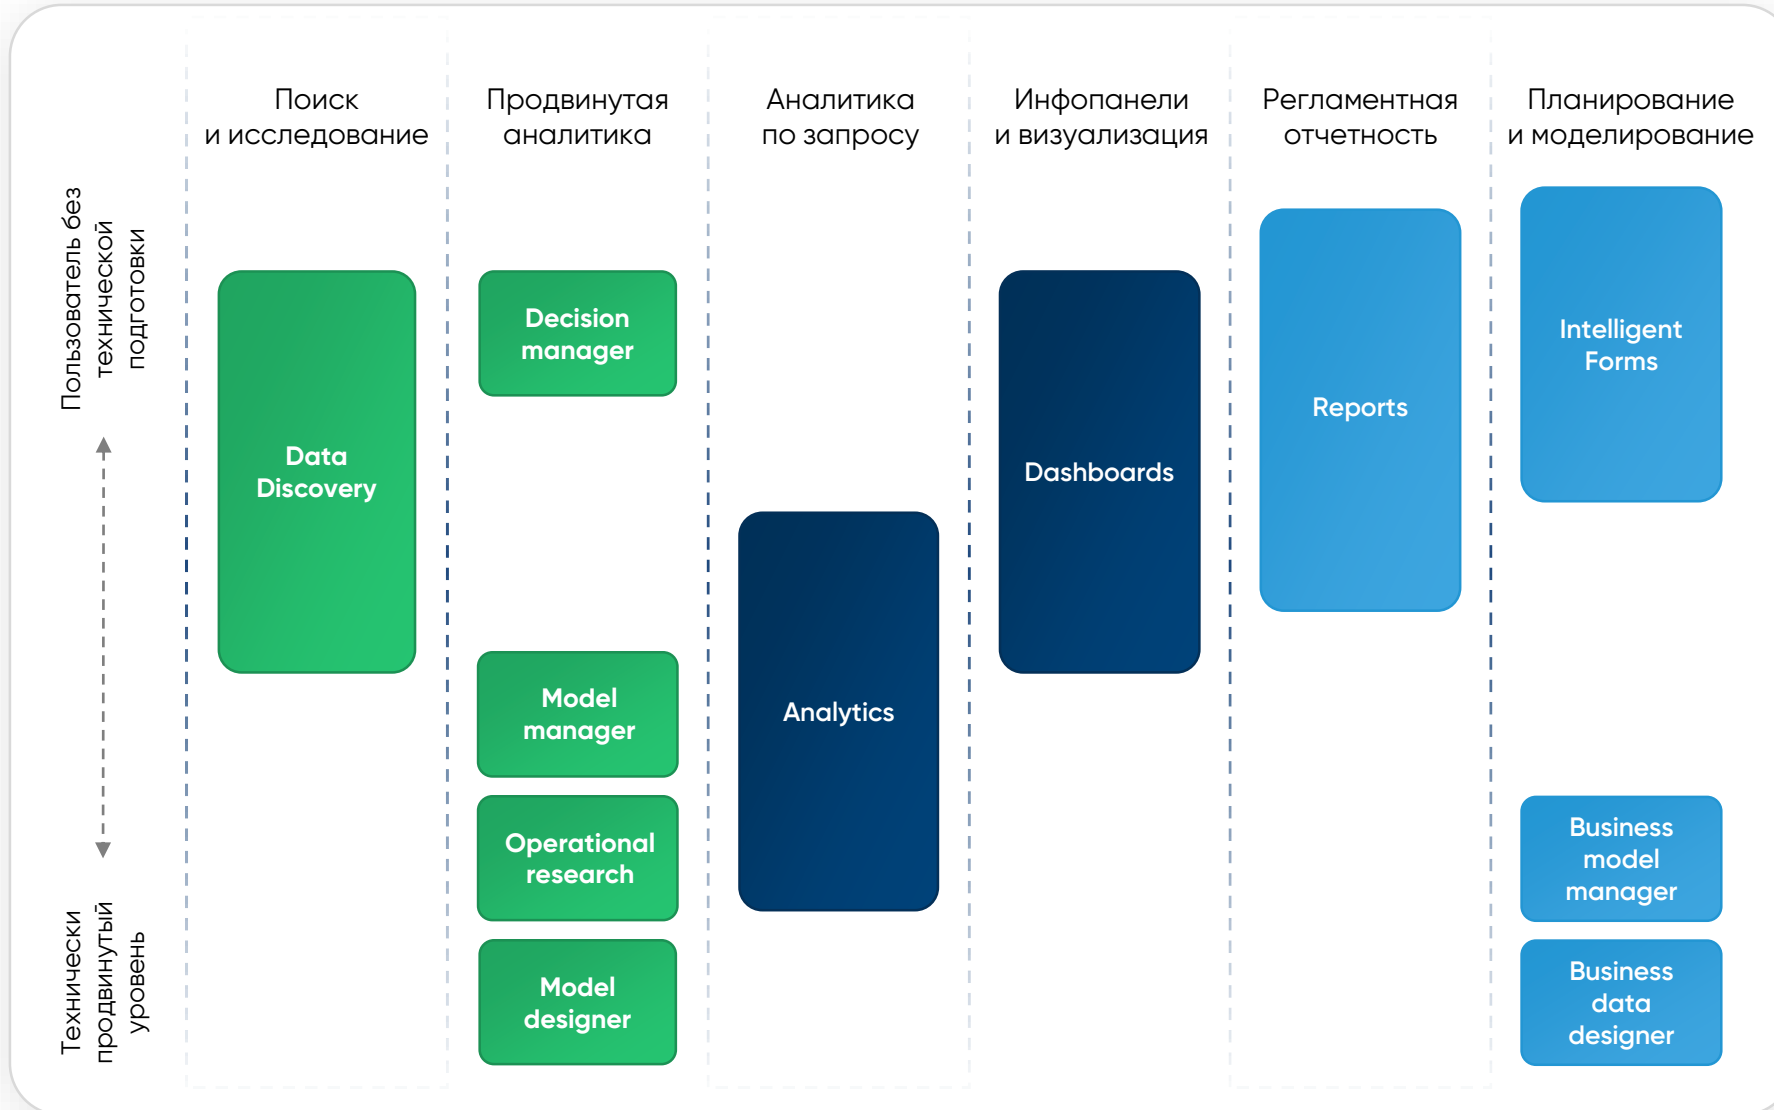 Поиск
и исследование
Продвинутая
аналитика
Аналитика
по запросу
Инфопанели
и визуализация
Регламентная
отчетность
Планирование
и моделирование
Пользователь без
технической
подготовки
Технически
продвинутый
уровень
Data
Discovery
Decision
manager
Model
manager
Operational
research
Model
designer
Analytics
Dashboards
Reports
Intelligent
Forms
Business
model
manager
Business
data
designer